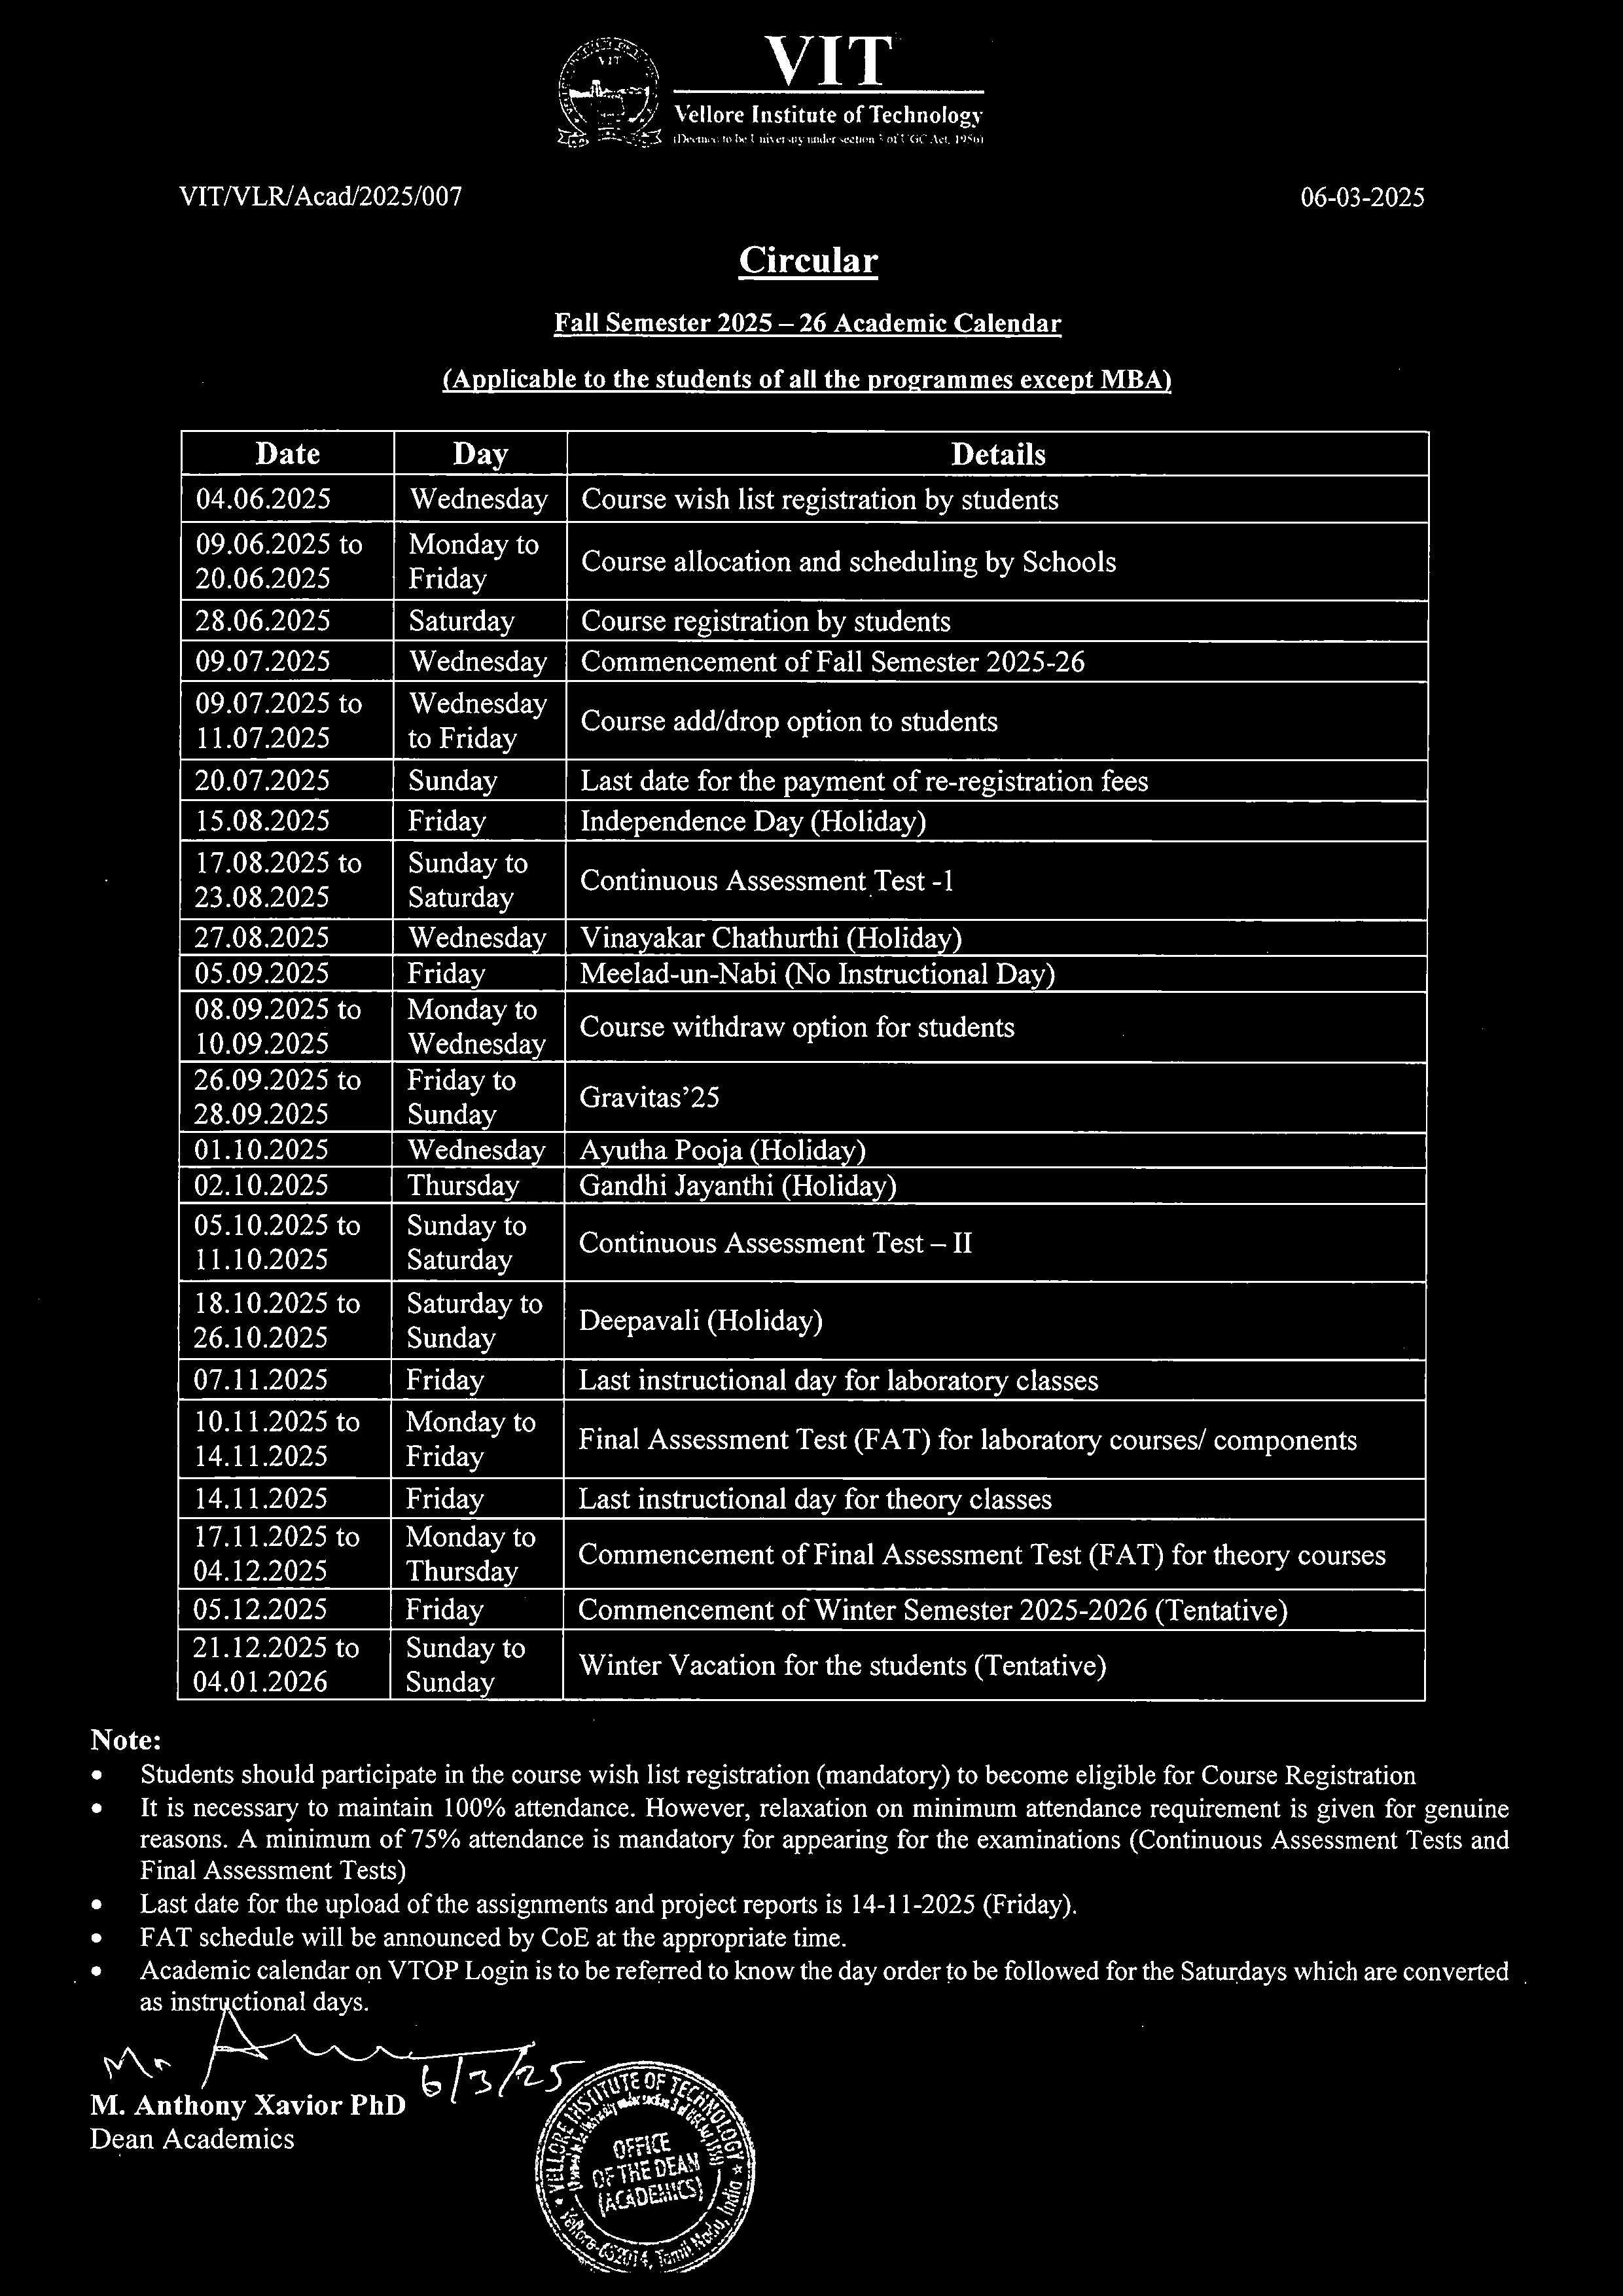 VIT
VIT
Vellore Institute of Technology
(Deemed to be University under section 3 of UGC Act, 1956)
VIT/VLR/Acad/2025/007 06-03-2025
Circular
Fall Semester 2025 – 26 Academic Calendar
(Applicable to the students of all the programmes except MBA)
Date Day Details
04.06.2025 Wednesday Course wish list registration by students
09.06.2025 to Monday to
Course allocation and scheduling by Schools
20.06.2025 Friday
28.06.2025 Saturday Course registration by students
09.07.2025 Wednesday Commencement of Fall Semester 2025-26
09.07.2025 to Wednesday
Course add/drop option to students
11.07.2025 to Friday
20.07.2025 Sunday Last date for the payment of re-registration fees
15.08.2025 Friday Independence Day (Holiday)
17.08.2025 to Sunday to
Continuous Assessment Test -1
23.08.2025 Saturday
27.08.2025 Wednesday Vinayakar Chathurthi (Holiday)
05.09.2025 Friday Meelad-un-Nabi (No Instructional Day)
08.09.2025 to Monday to
Course withdraw option for students
10.09.2025 Wednesday
26.09.2025 to Friday to
Gravitas’25
28.09.2025 Sunday
01.10.2025 Wednesday Ayutha Pooja (Holiday)
02.10.2025 Thursday Gandhi Jayanthi (Holiday)
05.10.2025 to Sunday to
Continuous Assessment Test – II
11.10.2025 Saturday
18.10.2025 to Saturday to
Deepavali (Holiday)
26.10.2025 Sunday
07.11.2025 Friday Last instructional day for laboratory classes
10.11.2025 to Monday to
Final Assessment Test (FAT) for laboratory courses/ components
14.11.2025 Friday
14.11.2025 Friday Last instructional day for theory classes
17.11.2025 to Monday to
Commencement of Final Assessment Test (FAT) for theory courses
04.12.2025 Thursday
05.12.2025 Friday Commencement of Winter Semester 2025-2026 (Tentative)
21.12.2025 to Sunday to
Winter Vacation for the students (Tentative)
04.01.2026 Sunday
Note:
• Students should participate in the course wish list registration (mandatory) to become eligible for Course Registration
• It is necessary to maintain 100% attendance. However, relaxation on minimum attendance requirement is given for genuine
reasons. A minimum of 75% attendance is mandatory for appearing for the examinations (Continuous Assessment Tests and
Final Assessment Tests)
• Last date for the upload of the assignments and project reports is 14-11-2025 (Friday).
• FAT schedule will be announced by CoE at the appropriate time.
• Academic calendar on VTOP Login is to be referred to know the day order to be followed for the Saturdays which are converted
as instructional days.
6/3/25
M. Anthony Xavior PhD
Dean Academics
VELLORE INSTITUTE OF TECHNOLOGY
OFFICE
OF THE DEAN
(ACADEMICS)
Vellore-632014, Tamil Nadu, India